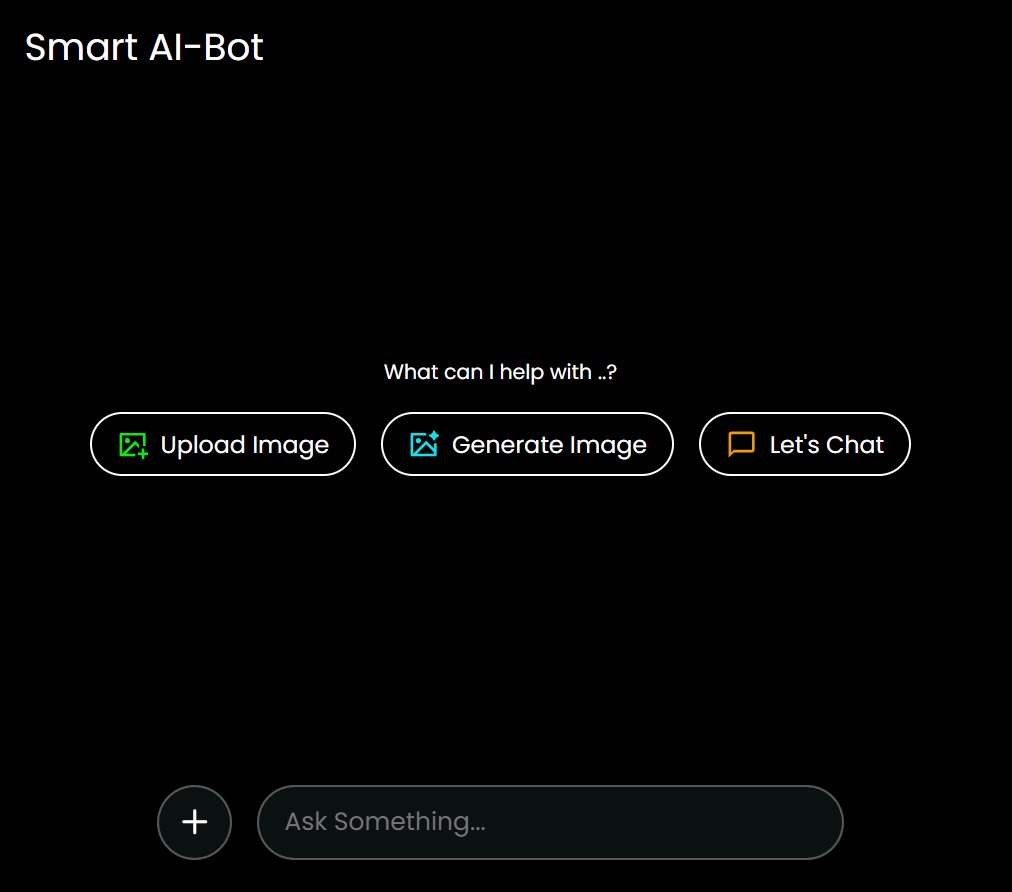 Smart AI-Bot
What can I help with ..?
Upload Image
Generate Image
Let's Chat
Ask Something...